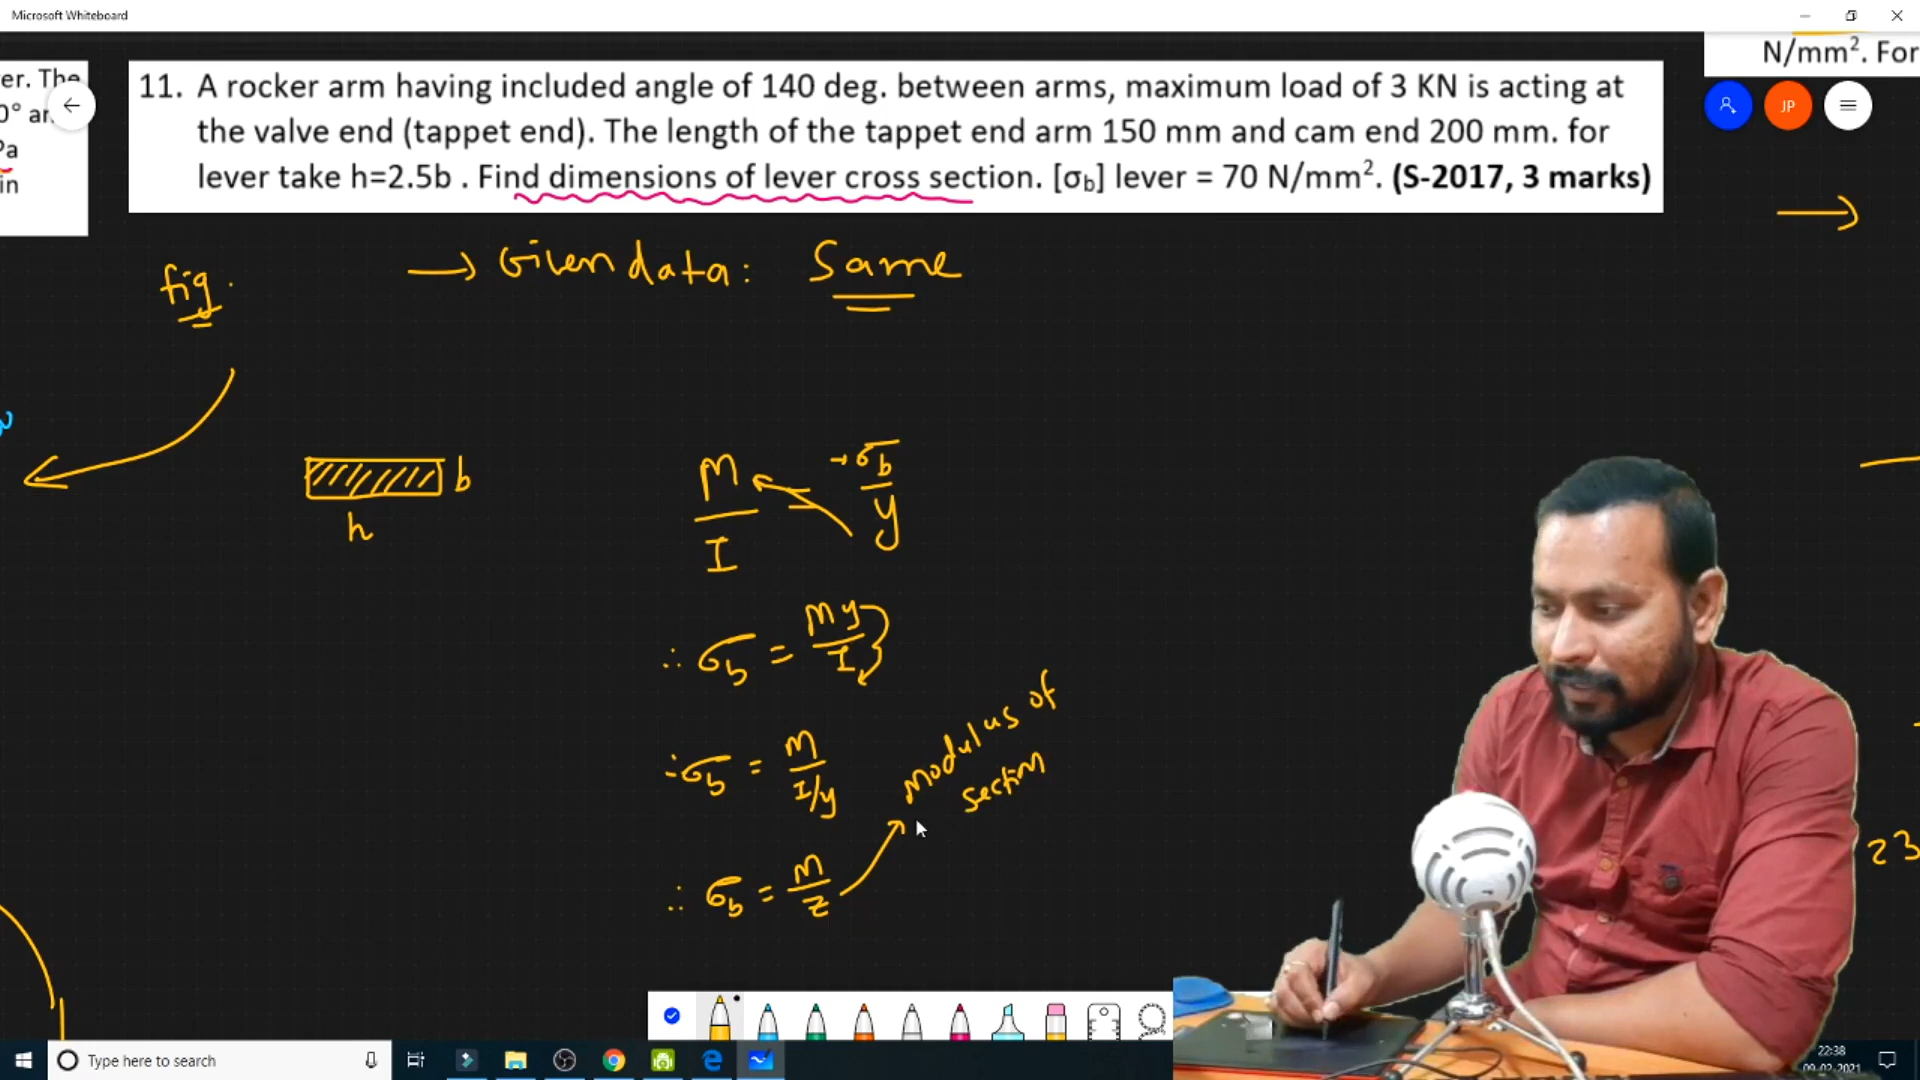 Microsoft Whiteboard
er. The
0° ar
Pa
in
11. A rocker arm having included angle of 140 deg. between arms, maximum load of 3 KN is acting at
the valve end (tappet end). The length of the tappet end arm 150 mm and cam end 200 mm. for
lever take h=2.5b . Find dimensions of lever cross section. [σb] lever = 70 N/mm². (S-2017, 3 marks)
N/mm². For
JP
fig.
→ Given data: Same
b
h
M/I = σb/y
∴ σb = My/I
∴ σb = M/I/y
∴ σb = M/Z
modulus of
section
23
Type here to search
22:38
09-02-2021